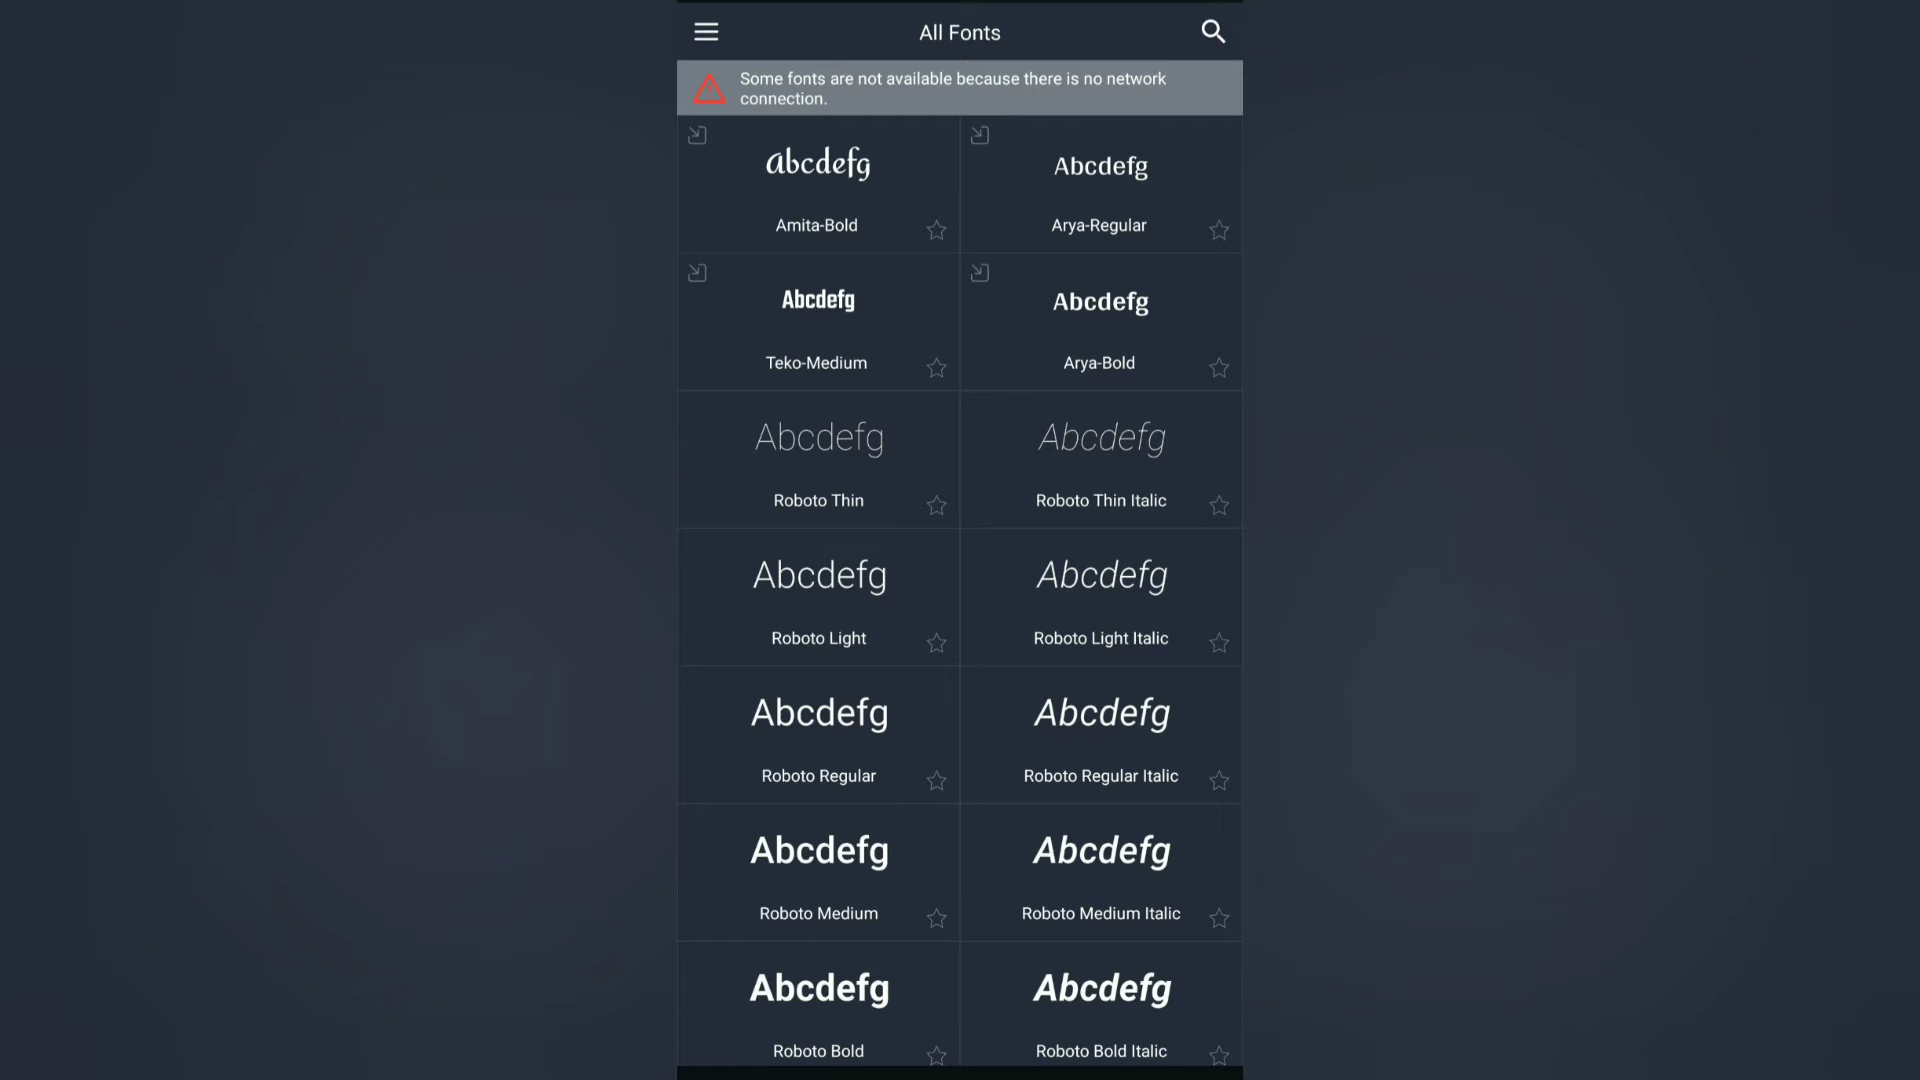 All Fonts
Some fonts are not available because there is no network
connection.
Abcdefg
Abcdefg
Amita-Bold
Arya-Regular
Abcdefg
Abcdefg
Teko-Medium
Arya-Bold
Abcdefg
Abcdefg
Roboto Thin
Roboto Thin Italic
Abcdefg
Abcdefg
Roboto Light
Roboto Light Italic
Abcdefg
Abcdefg
Roboto Regular
Roboto Regular Italic
Abcdefg
Abcdefg
Roboto Medium
Roboto Medium Italic
Abcdefg
Abcdefg
Roboto Bold
Roboto Bold Italic